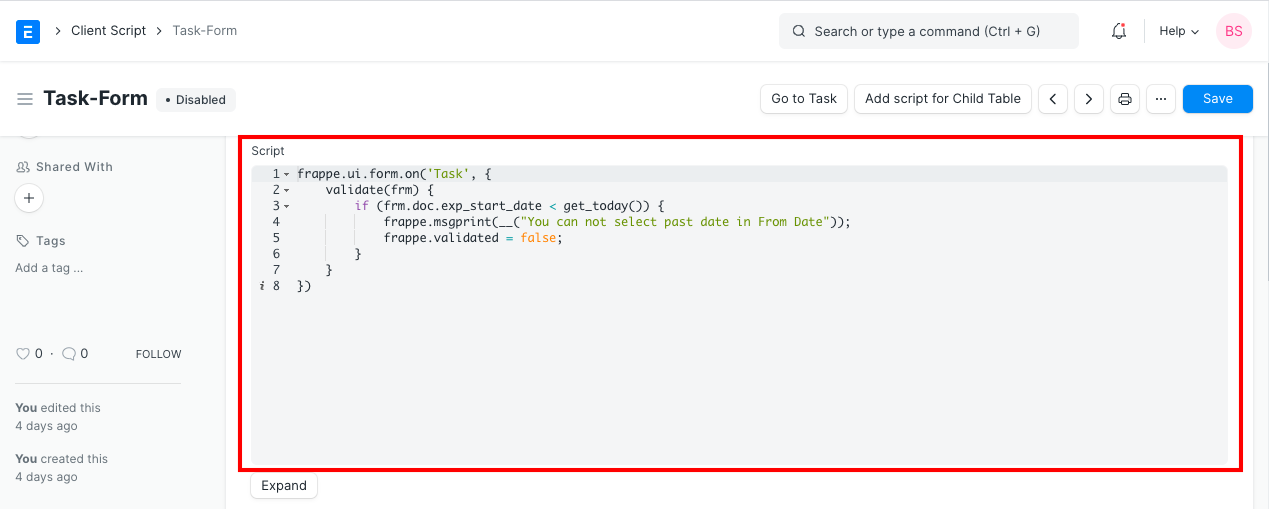 E
Client Script
Task-Form
Search or type a command (Ctrl + G)
Help
BS
Task-Form
• Disabled
Go to Task
Add script for Child Table
...
Save
Shared With
+
Tags
Add a tag ...
0 · 0
FOLLOW
You edited this
4 days ago
You created this
4 days ago
Script
1 frappe.ui.form.on('Task', {
2 validate(frm) {
3 if (frm.doc.exp_start_date < get_today()) {
4 frappe.msgprint(__("You can not select past date in From Date"));
5 frappe.validated = false;
6 }
7 }
i 8 })
Expand